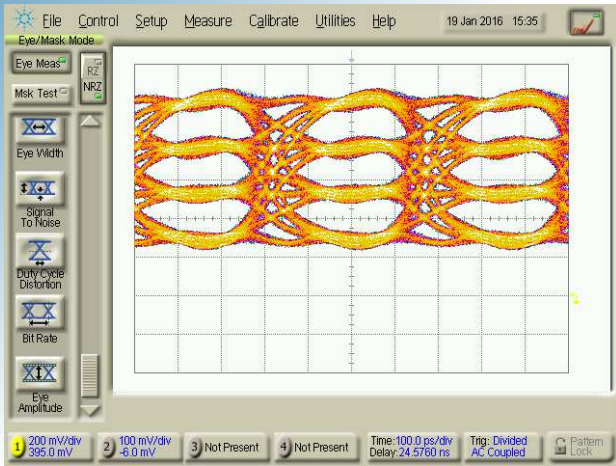 File Control Setup Measure Calibrate Utilities Help 19 Jan 2016 15:35
Eye/Mask Mode
Eye Meas
RZ
NRZ
Msk Test
Eye Width
Signal
To Noise
Duty Cycle
Distortion
Bit Rate
Eye
Amplitude
1) 200 mV/div
395.0 mV
2) 100 mV/div
-6.0 mV
3) Not Present
4) Not Present
Time:100.0 ps/div
Delay:24.5760 ns
Trig: Divided
AC Coupled
Pattern
Lock